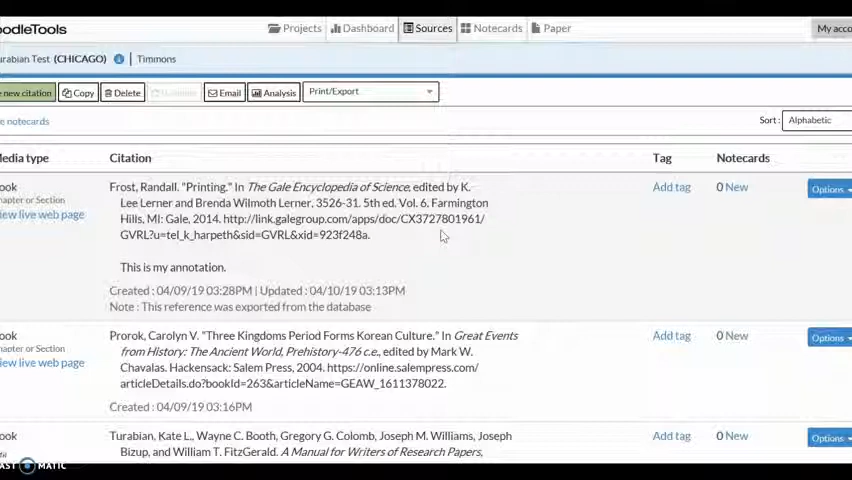 oodleTools
Projects Dashboard Sources Notecards Paper My acco
urabian Test (CHICAGO) Timmons
e new citation Copy Delete Email Analysis Print/Export
e notecards Sort : Alphabetic
edia type Citation Tag Notecards
ook
hapter or Section
iew live web page
Frost, Randall. "Printing." In The Gale Encyclopedia of Science, edited by K.
Lee Lerner and Brenda Wilmoth Lerner, 3526-31. 5th ed. Vol. 6. Farmington
Hills, MI: Gale, 2014. http://link.galegroup.com/apps/doc/CX3727801961/
GVRL?u=tel_k_harpeth&sid=GVRL&xid=923f248a.
This is my annotation.
Created : 04/09/19 03:28PM | Updated : 04/10/19 03:13PM
Note : This reference was exported from the database
Add tag 0 New Options
ook
hapter or Section
iew live web page
Prorok, Carolyn V. "Three Kingdoms Period Forms Korean Culture." In Great Events
from History: The Ancient World, Prehistory-476 c.e., edited by Mark W.
Chavalas. Hackensack: Salem Press, 2004. https://online.salempress.com/
articleDetails.do?bookId=263&articleName=GEAW_1611378022.
Created : 04/09/19 03:16PM
Add tag 0 New Options
ook
Turabian, Kate L., Wayne C. Booth, Gregory G. Colomb, Joseph M. Williams, Joseph
Bizup, and William T. FitzGerald. A Manual for Writers of Research Papers,
Add tag 0 New Options
AST MATIC